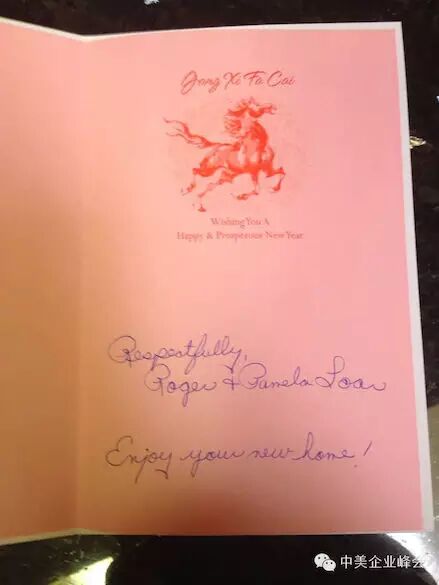 Gong Xi Fa Cai
Wishing You A
Happy & Prosperous New Year
Respectfully,
Roger & Pamela Loar
Enjoy your new home!
中美企业峰会